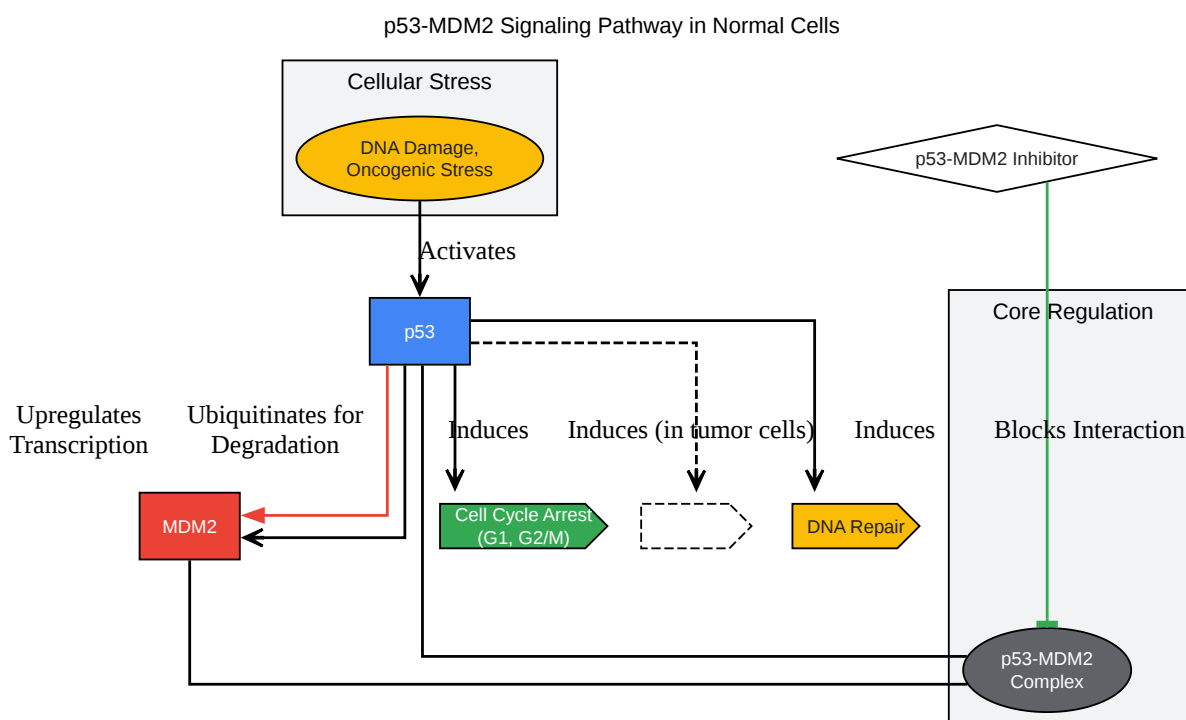 p53-MDM2 Signaling Pathway in Normal Cells
Cellular Stress
DNA Damage,
Oncogenic Stress
p53-MDM2 Inhibitor
Activates
Core Regulation
p53
Upregulates
Transcription
Ubiquitinates for
Degradation
Induces
Induces (in tumor cells)
Induces
Blocks Interaction
MDM2
Cell Cycle Arrest
(G1, G2/M)
DNA Repair
p53-MDM2
Complex